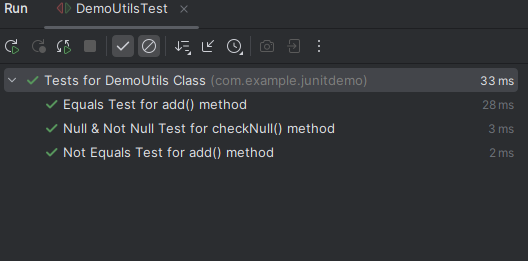 Run DemoUtilsTest
Tests for DemoUtils Class (com.example.junitdemo) 33 ms
Equals Test for add() method 28 ms
Null & Not Null Test for checkNull() method 3 ms
Not Equals Test for add() method 2 ms